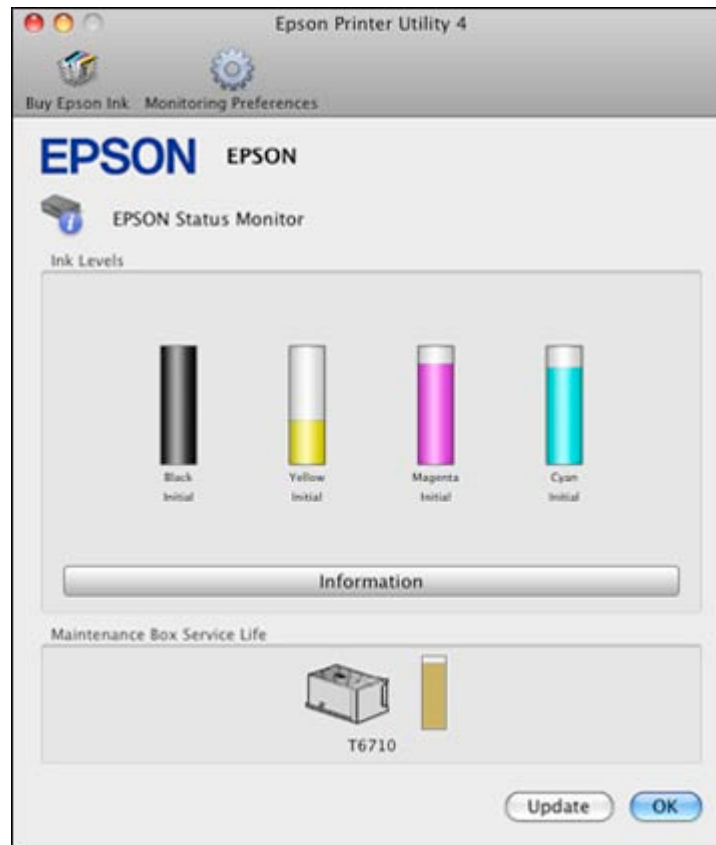 Epson Printer Utility 4
Buy Epson Ink Monitoring Preferences
EPSON EPSON
EPSON Status Monitor
Ink Levels
Black Yellow Magenta Cyan
Initial Initial Initial Initial
Information
Maintenance Box Service Life
T6710
Update OK